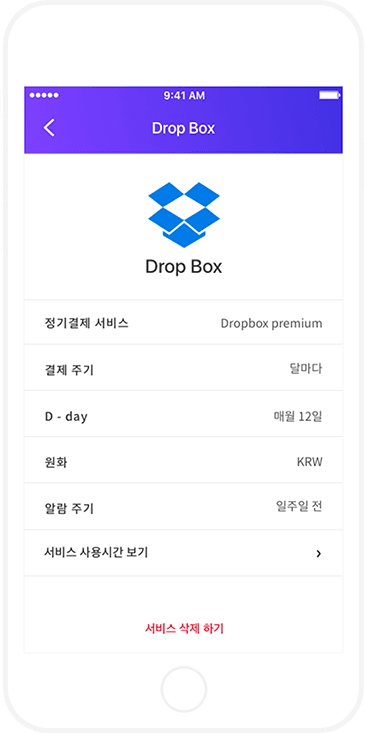 9:41 AM
Drop Box
Drop Box
정기결제 서비스 Dropbox premium
결제 주기 달마다
D - day 매월 12일
원화 KRW
알람 주기 일주일 전
서비스 사용시간 보기
서비스 삭제 하기